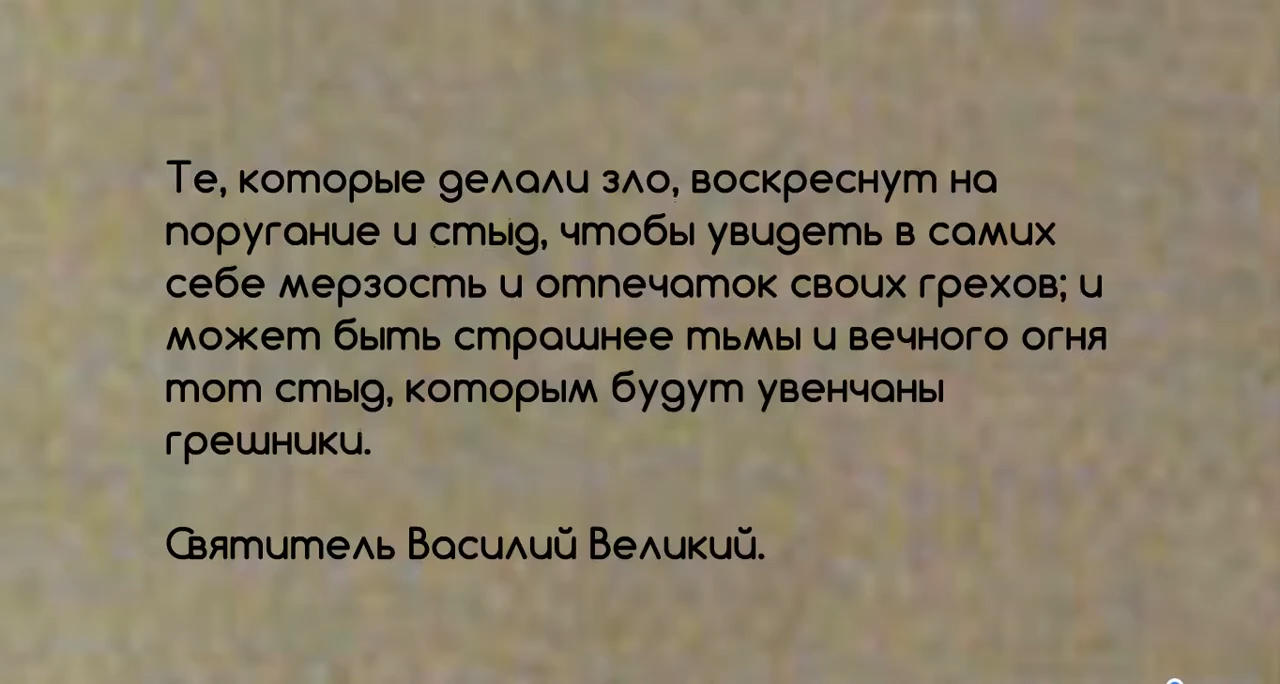 Те, которые делали зло, воскреснут на
поругание и стыд, чтобы увидеть в самих
себе мерзость и отпечаток своих грехов; и
может быть страшнее тьмы и вечного огня
тот стыд, которым будут увенчаны
грешники.
Святитель Василий Великий.